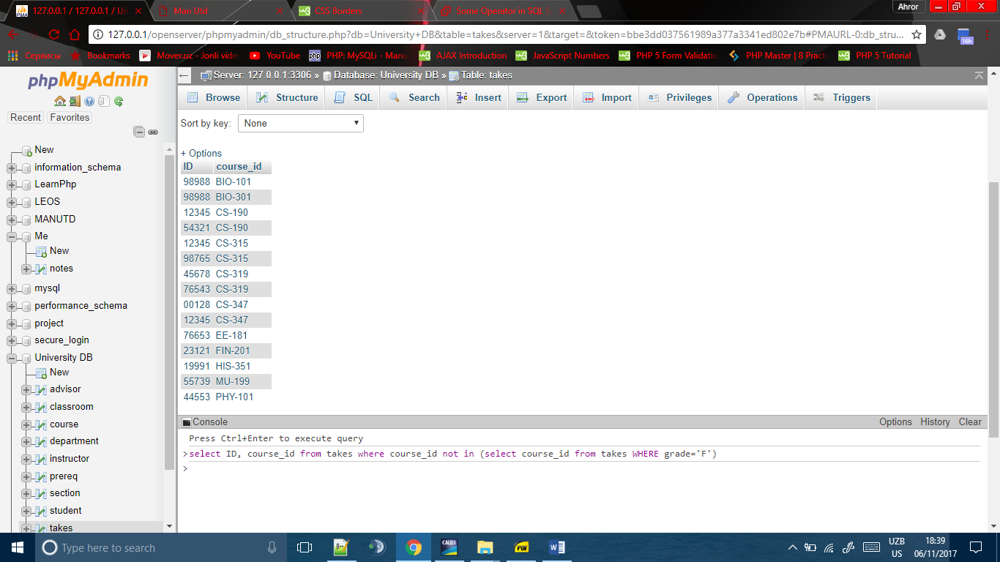 127.0.0.1 / 127.0.0.1 / Un
Man Utd
CSS Borders
Some Operator in SQL S
Ahror
127.0.0.1/openserver/phpmyadmin/db_structure.php?db=University+DB&table=takes&server=1&target=&token=bbe3dd037561989a377a3341ed802e7b#PMAURL-0:db_stru...
16h
Сервисы
Bookmarks
Mover.uz - Jonli vide
YouTube
php
PHP: MySQLi - Manu
AJAX Introduction
JavaScript Numbers
PHP 5 Form Validatio
PHP Master | 8 Practi
PHP 5 Tutorial
phpMyAdmin
Recent
Favorites
New
information_schema
LearnPhp
LEOS
MANUTD
Me
New
notes
mysql
performance_schema
project
secure_login
University DB
New
advisor
classroom
course
department
instructor
prereq
section
student
takes
Server: 127.0.0.1:3306 » Database: University DB » Table: takes
Browse
Structure
SQL
Search
Insert
Export
Import
Privileges
Operations
Triggers
Sort by key: None
+ Options
ID course_id
98988 BIO-101
98988 BIO-301
12345 CS-190
54321 CS-190
12345 CS-315
98765 CS-315
45678 CS-319
76543 CS-319
00128 CS-347
12345 CS-347
76653 EE-181
23121 FIN-201
19991 HIS-351
55739 MU-199
44553 PHY-101
Console
Options History Clear
Press Ctrl+Enter to execute query
>select ID, course_id from takes where course_id not in (select course_id from takes WHERE grade='F')
>
Type here to search
CALD3
PDF
UZB
US
18:39
06/11/2017